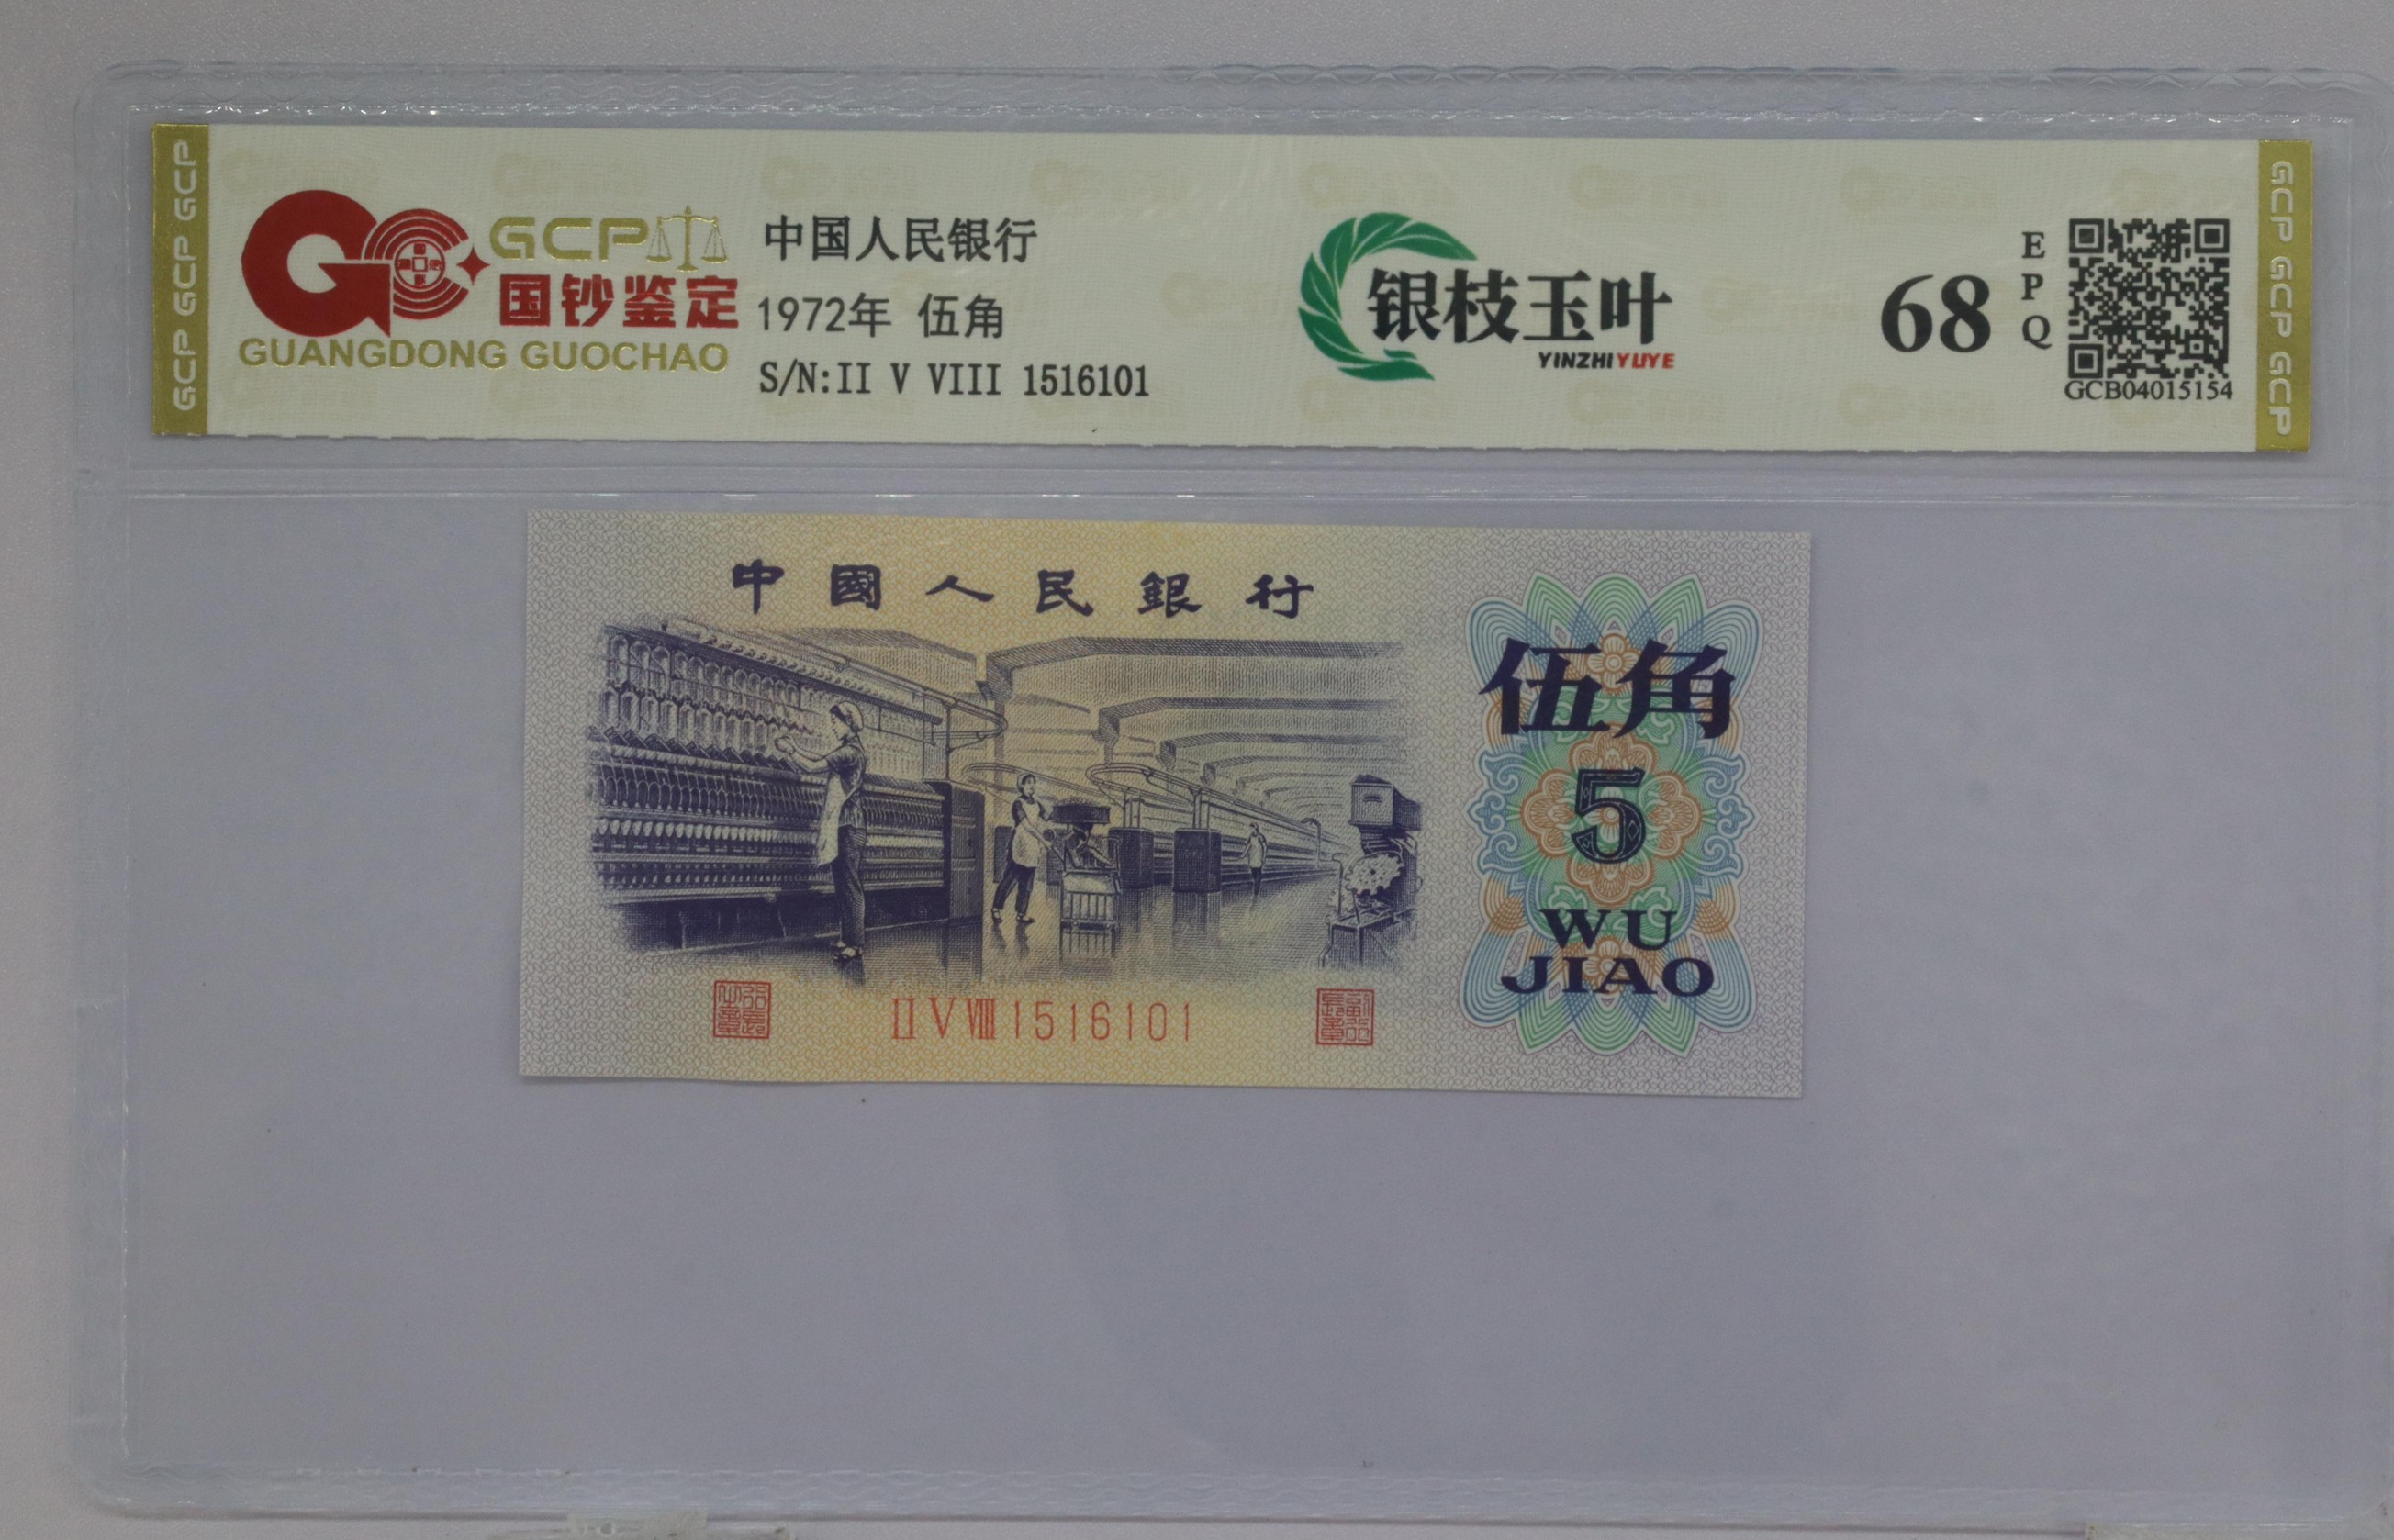 GCP GCP GCP
GCP
国钞鉴定
GUANGDONG GUOCHAO
中国人民银行
1972年 伍角
S/N:II V VIII 1516101
银枝玉叶
YINZHIYUYE
68
EPQ
GCB04015154
GCP GCP GCP
中國人民銀行
伍角
5
WU
JIAO
II V VIII 1516101